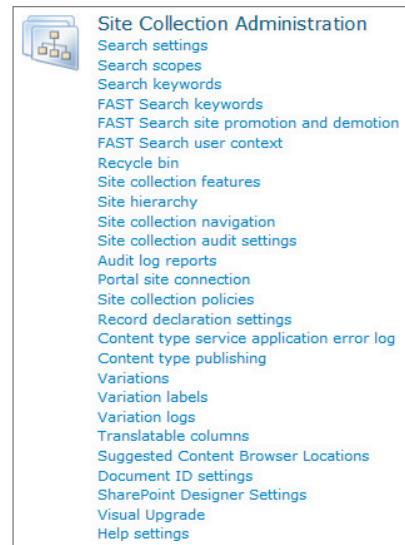 Site Collection Administration
Search settings
Search scopes
Search keywords
FAST Search keywords
FAST Search site promotion and demotion
FAST Search user context
Recycle bin
Site collection features
Site hierarchy
Site collection navigation
Site collection audit settings
Audit log reports
Portal site connection
Site collection policies
Record declaration settings
Content type service application error log
Content type publishing
Variations
Variation labels
Variation logs
Translatable columns
Suggested Content Browser Locations
Document ID settings
SharePoint Designer Settings
Visual Upgrade
Help settings